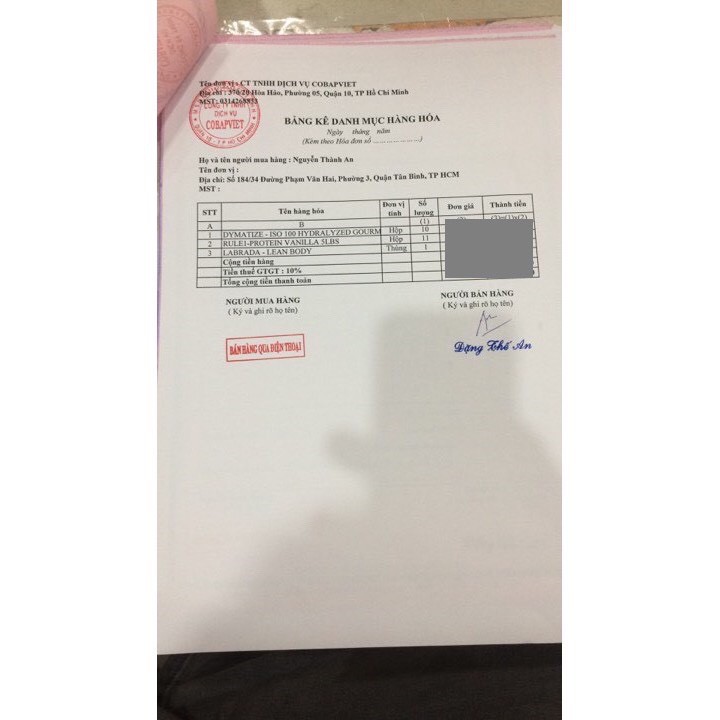 Tên đơn vị : CT TNHH DỊCH VỤ COBAPVIET
Địa chỉ : 370/20 Hòa Hảo, Phường 05, Quận 10, TP Hồ Chí Minh
MST: 0314268833
CÔNG TY TNHH
DỊCH VỤ
COBAPVIET
BẢNG KÊ DANH MỤC HÀNG HÓA
Ngày tháng năm
(Kèm theo Hóa đơn số ....................)
Họ và tên người mua hàng : Nguyễn Thành An
Tên đơn vị :
Địa chỉ: Số 184/34 Đường Phạm Văn Hai, Phường 3, Quận Tân Bình, TP HCM
MST :
STT Tên hàng hóa Đơn vị tính Số lượng Đơn giá Thành tiền
A B (1)
1 DYMATIZE - ISO 100 HYDRALYZED GOURM Hộp 10
2 RULE1-PROTEIN VANILLA 5LBS Hộp 11
3 LABRADA - LEAN BODY Thùng 1
Cộng tiền hàng
Tiền thuế GTGT : 10%
Tổng cộng tiền thanh toán
NGƯỜI MUA HÀNG NGƯỜI BÁN HÀNG
( Ký và ghi rõ họ tên) ( Ký và ghi rõ họ tên)
BÁN HÀNG QUA ĐIỆN THOẠI
Đặng Thế An